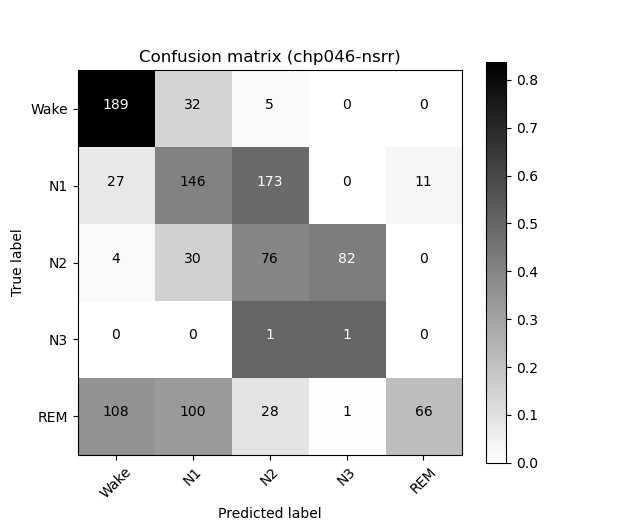 Confusion matrix (chp046-nsrr)
True label
Wake 189 32 5 0 0
N1 27 146 173 0 11
N2 4 30 76 82 0
N3 0 0 1 1 0
REM 108 100 28 1 66
Wake N1 N2 N3 REM
Predicted label
0.8
0.7
0.6
0.5
0.4
0.3
0.2
0.1
0.0